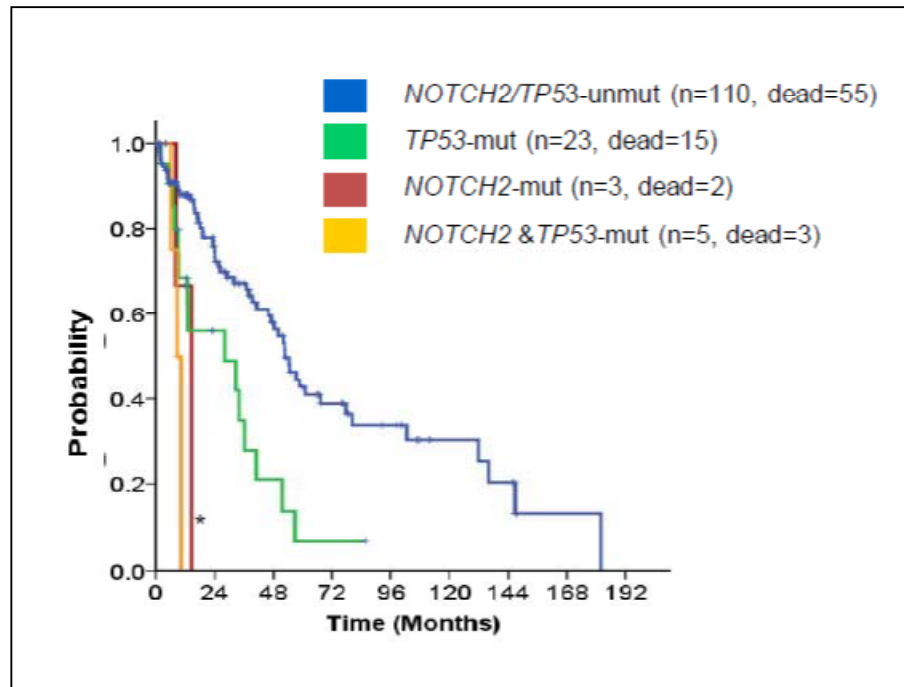 NOTCH2/TP53-unmut (n=110, dead=55)
TP53-mut (n=23, dead=15)
NOTCH2-mut (n=3, dead=2)
NOTCH2 &TP53-mut (n=5, dead=3)
Probability
1.0
0.8
0.6
0.4
0.2
0.0
*
0 24 48 72 96 120 144 168 192
Time (Months)